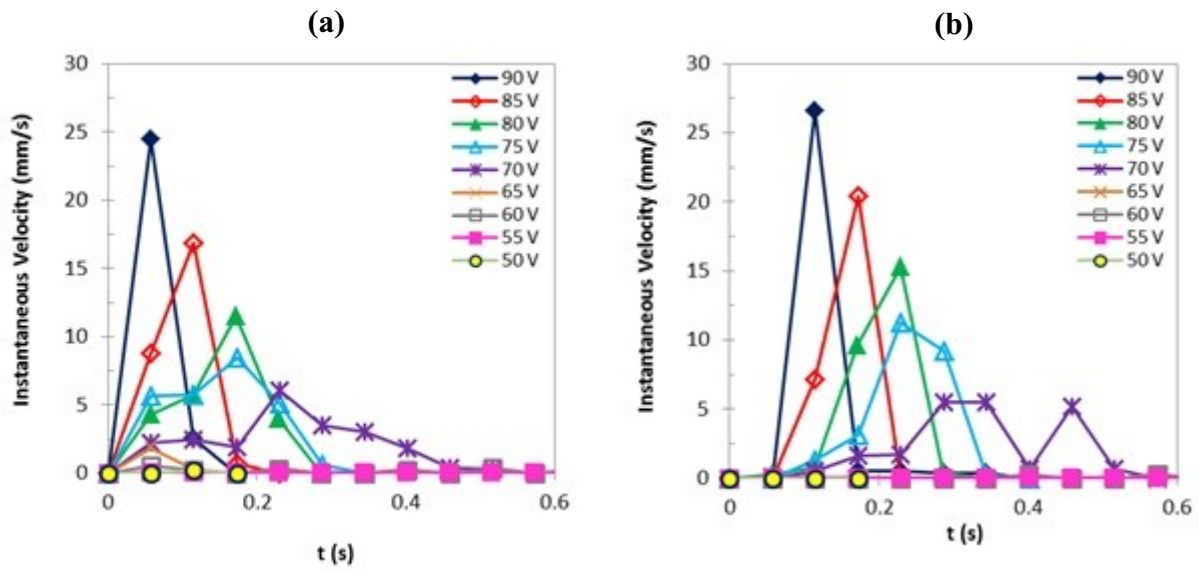 (a)
30
25
20
15
10
5
0
0
0.2
0.4
0.6
Instantaneous Velocity (mm/s)
t (s)
90 V
85 V
80 V
75 V
70 V
65 V
60 V
55 V
50 V
(b)
30
25
20
15
10
5
0
0
0.2
0.4
0.6
Instantaneous Velocity (mm/s)
t (s)
90 V
85 V
80 V
75 V
70 V
65 V
60 V
55 V
50 V